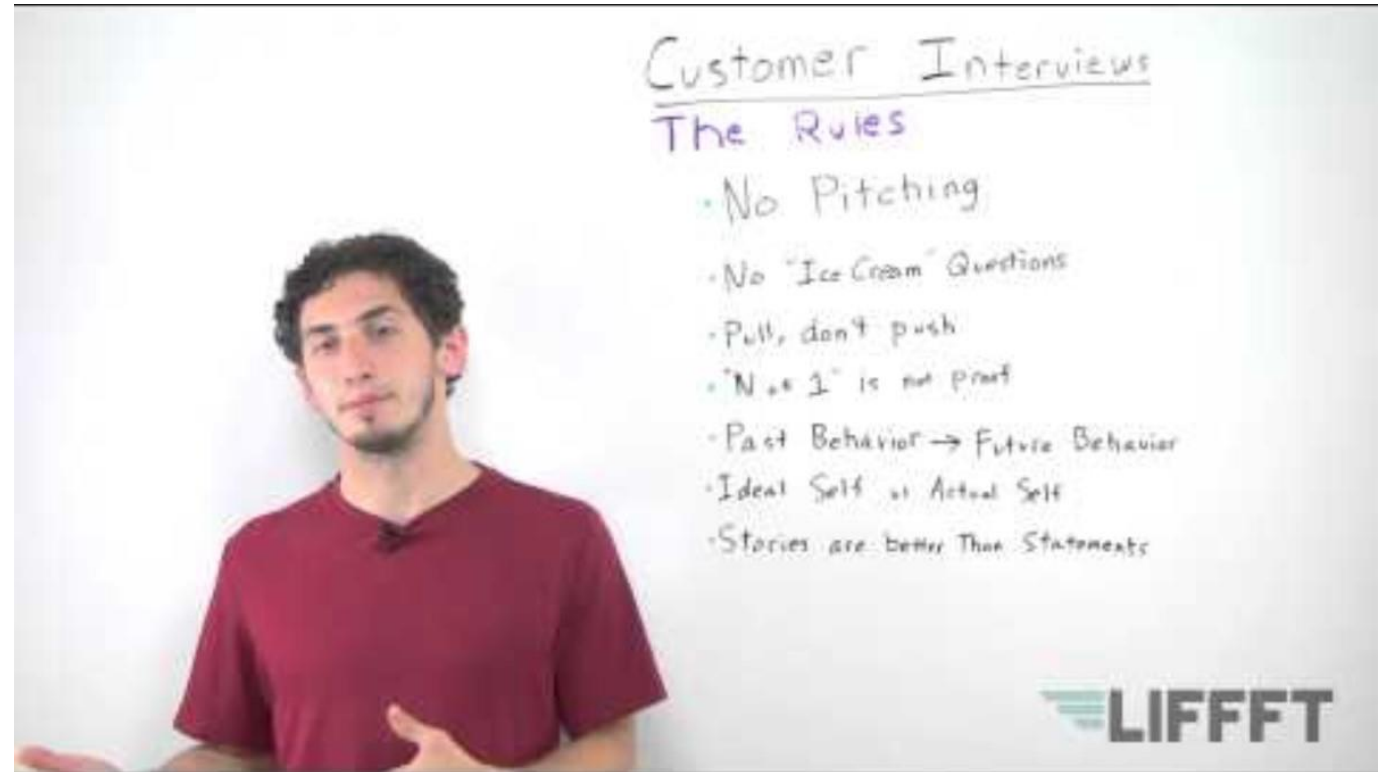 Customer Interviews
The Rules
· No Pitching
· No "Ice Cream" Questions
· Pull, don't push
· "N of 1" is not proof
· Past Behavior → Future Behavior
· Ideal Self vs Actual Self
· Stories are better Than Statements
LIFFFT